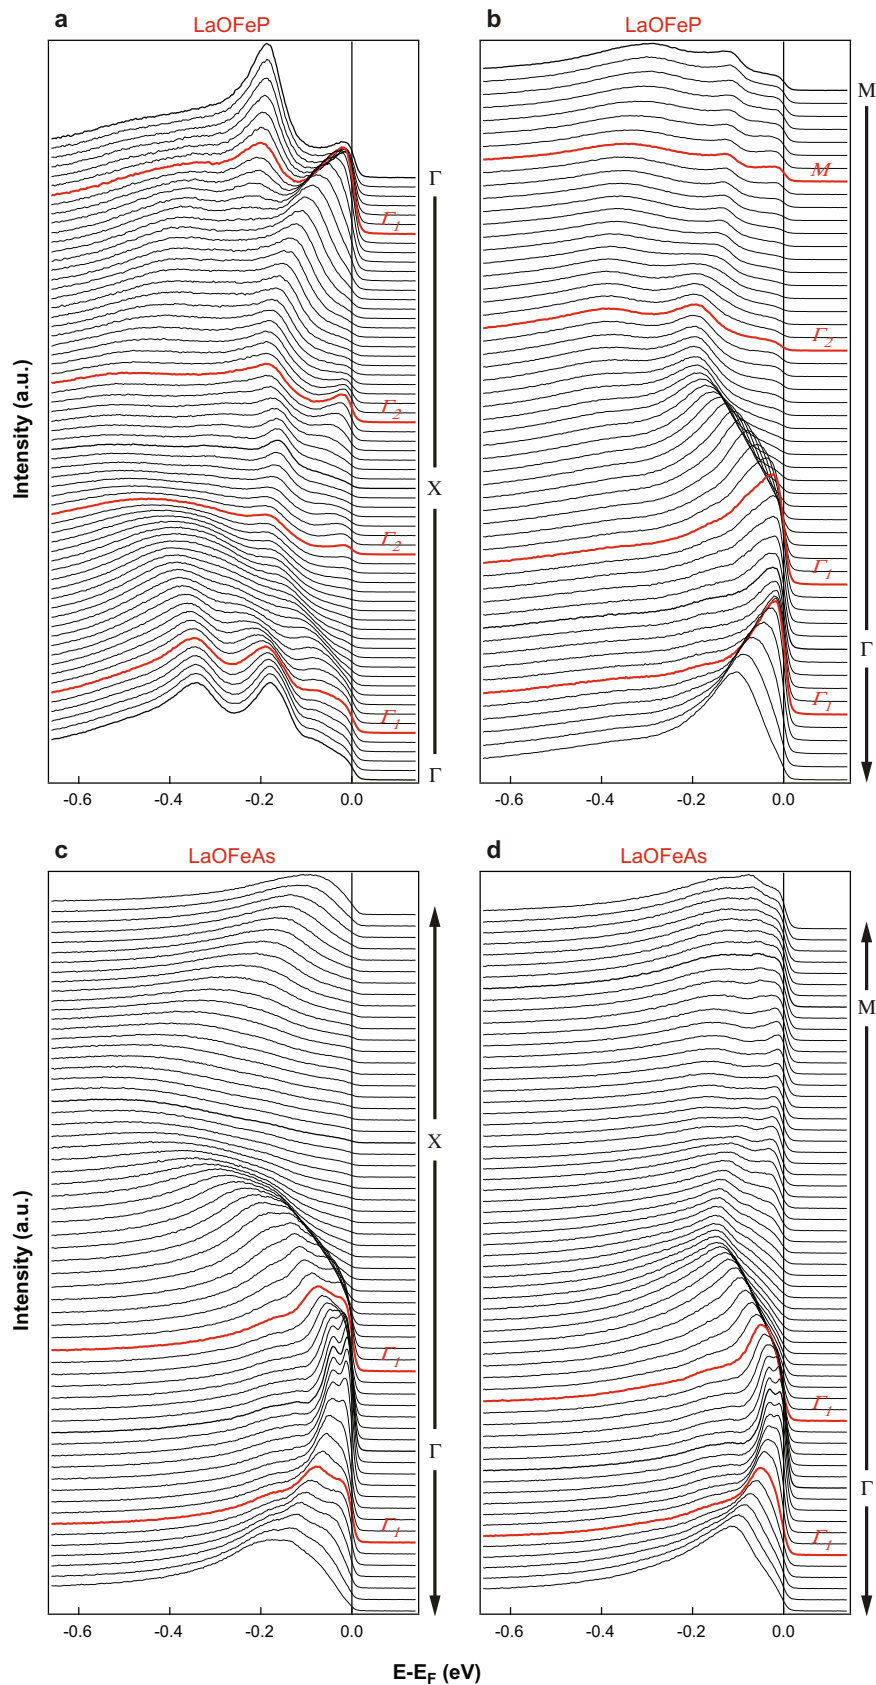 a
LaOFeP
b
LaOFeP
Γ
Γ1
Γ2
X
Γ2
Γ1
Γ
M
M
Γ2
Γ1
Γ
Γ1
Intensity (a.u.)
-0.6 -0.4 -0.2 0.0
-0.6 -0.4 -0.2 0.0
c
LaOFeAs
d
LaOFeAs
X
Γ1
Γ
Γ1
M
Γ1
Γ
Γ1
Intensity (a.u.)
-0.6 -0.4 -0.2 0.0
-0.6 -0.4 -0.2 0.0
E-EF (eV)